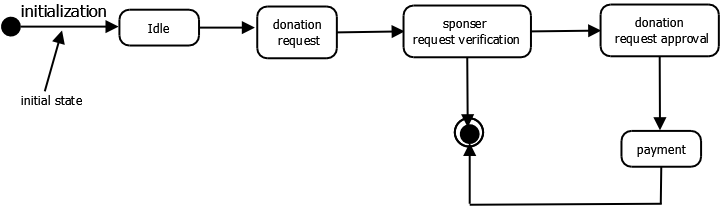 initialization
initial state
Idle
donation
request
sponser
request verification
donation
request approval
payment